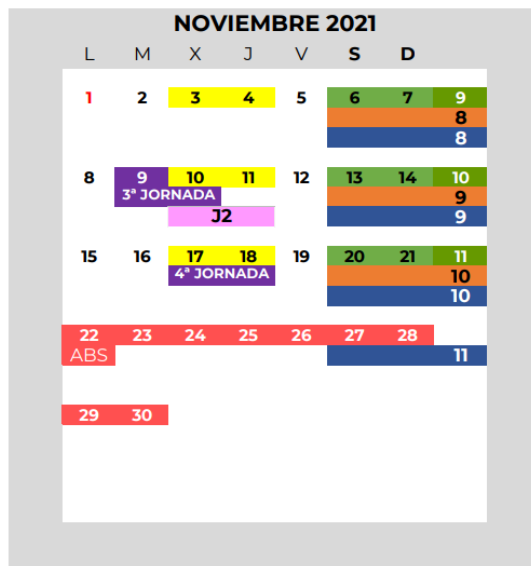 NOVIEMBRE 2021
L M X J V S D
1 2 3 4 5 6 7 9
8
8
8 9 10 11 12 13 14 10
3ª JORNADA 9
J2 9
15 16 17 18 19 20 21 11
4ª JORNADA 10
10
22 23 24 25 26 27 28
ABS 11
29 30